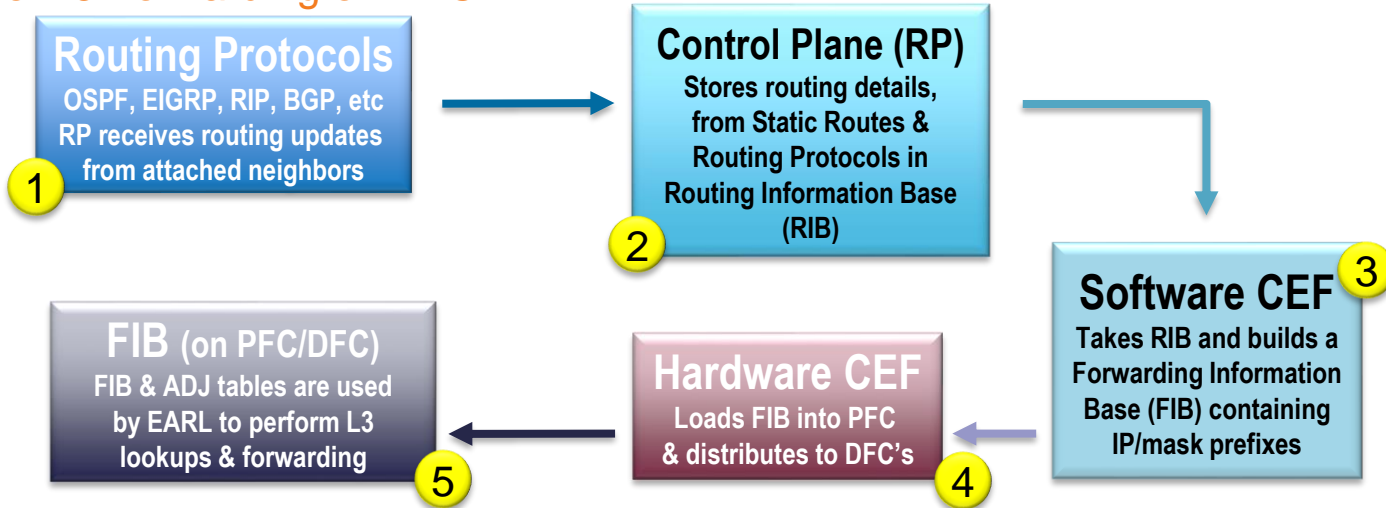 Routing Protocols
OSPF, EIGRP, RIP, BGP, etc
RP receives routing updates
from attached neighbors
1
Control Plane (RP)
Stores routing details,
from Static Routes &
Routing Protocols in
Routing Information Base
(RIB)
2
Software CEF
Takes RIB and builds a
Forwarding Information
Base (FIB) containing
IP/mask prefixes
3
Hardware CEF
Loads FIB into PFC
& distributes to DFC's
4
FIB (on PFC/DFC)
FIB & ADJ tables are used
by EARL to perform L3
lookups & forwarding
5